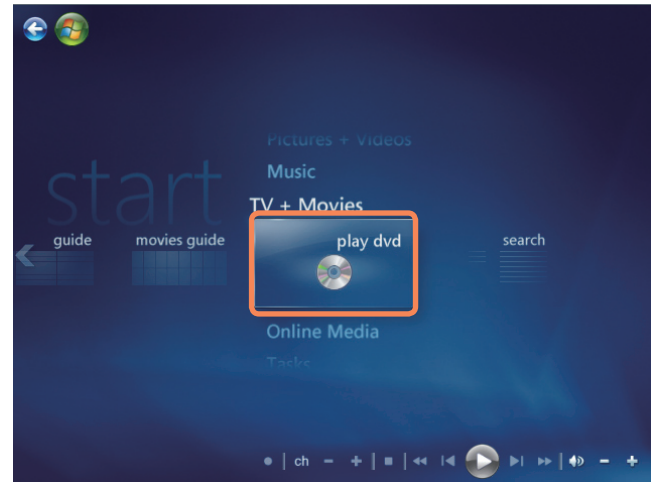 Pictures + Videos
start
Music
TV + Movies
guide
movies guide
play dvd
search
Online Media
Tasks
ch